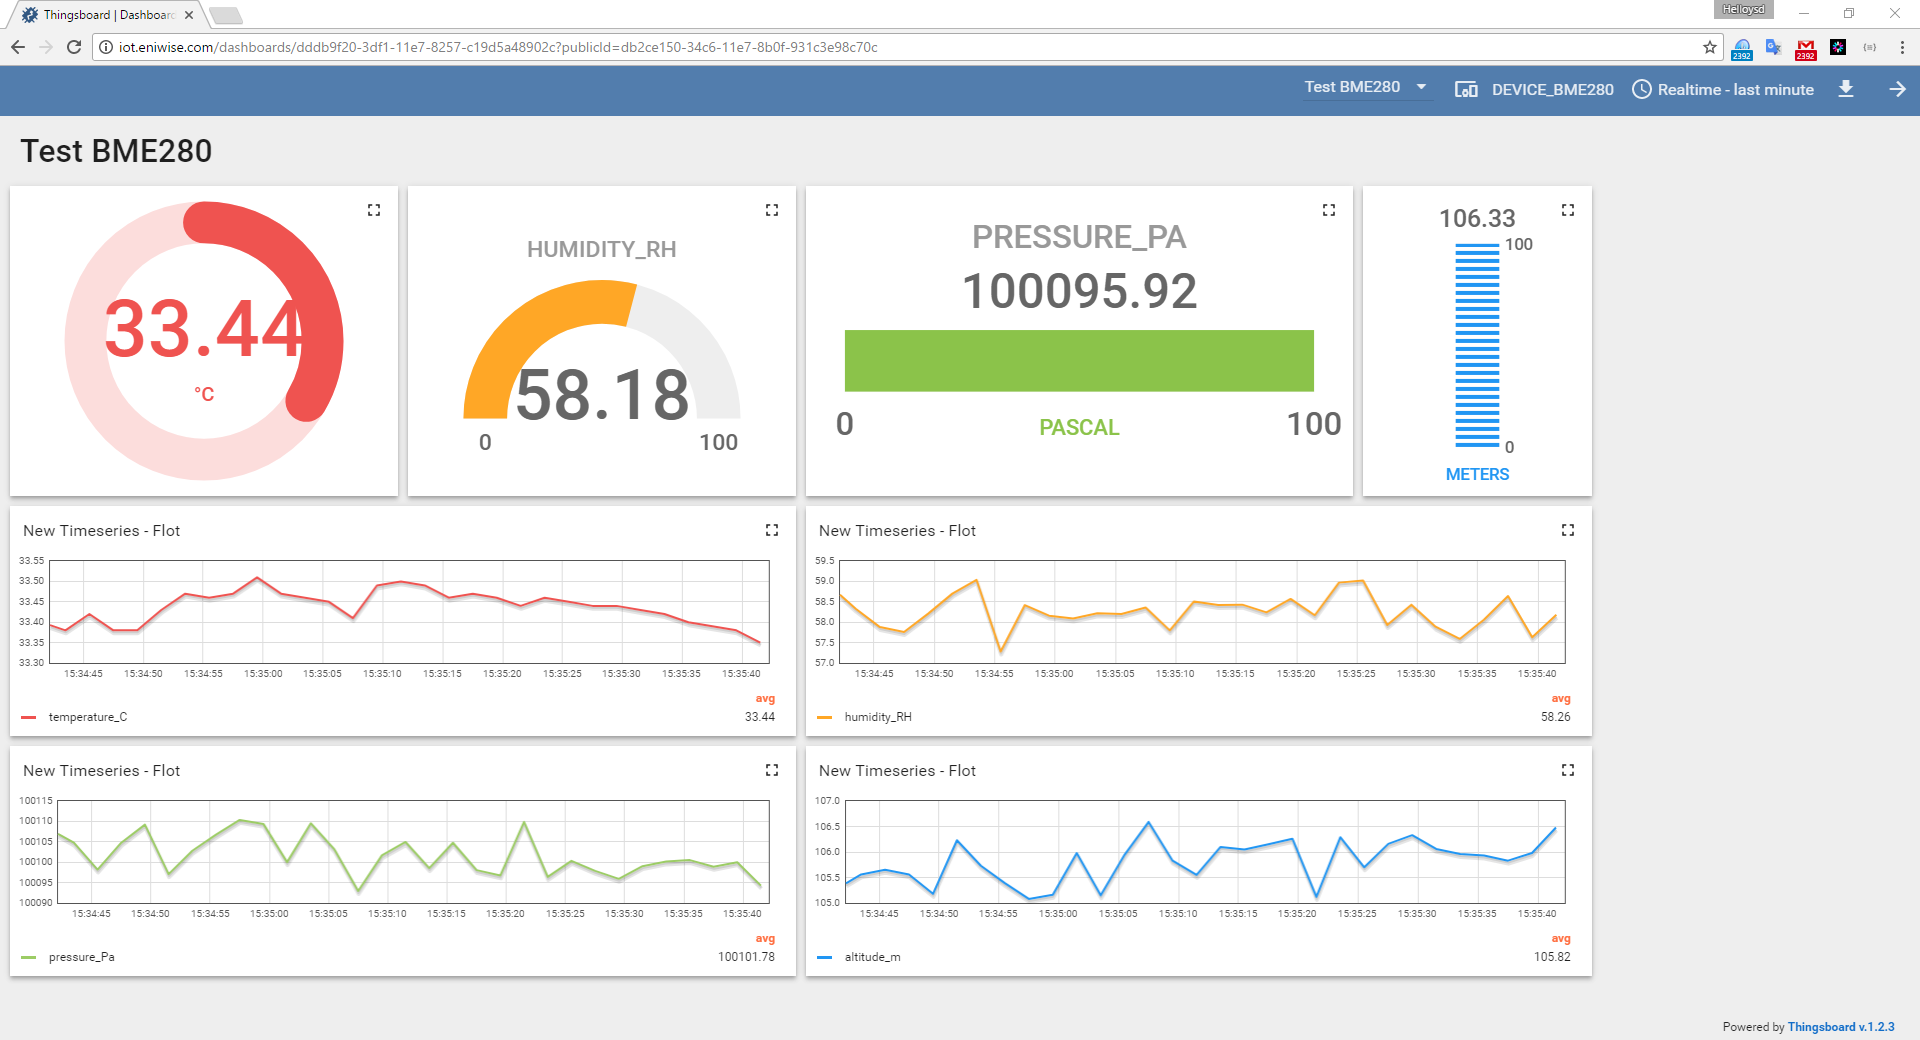 Thingsboard | Dashboar
Helloysd
iot.eniwise.com/dashboards/dddb9f20-3df1-11e7-8257-c19d5a48902c?publicId=db2ce150-34c6-11e7-8b0f-931c3e98c70c
2392
2392
Test BME280
DEVICE_BME280
Realtime - last minute
Test BME280
33.44
°C
HUMIDITY_RH
58.18
0 100
PRESSURE_PA
100095.92
0 PASCAL 100
106.33
100
0
METERS
New Timeseries - Flot
33.55
33.50
33.45
33.40
33.35
33.30
15:34:45 15:34:50 15:34:55 15:35:00 15:35:05 15:35:10 15:35:15 15:35:20 15:35:25 15:35:30 15:35:35 15:35:40
avg
temperature_C 33.44
New Timeseries - Flot
59.5
59.0
58.5
58.0
57.5
57.0
15:34:45 15:34:50 15:34:55 15:35:00 15:35:05 15:35:10 15:35:15 15:35:20 15:35:25 15:35:30 15:35:35 15:35:40
avg
humidity_RH 58.26
New Timeseries - Flot
100115
100110
100105
100100
100095
100090
15:34:45 15:34:50 15:34:55 15:35:00 15:35:05 15:35:10 15:35:15 15:35:20 15:35:25 15:35:30 15:35:35 15:35:40
avg
pressure_Pa 100101.78
New Timeseries - Flot
107.0
106.5
106.0
105.5
105.0
15:34:45 15:34:50 15:34:55 15:35:00 15:35:05 15:35:10 15:35:15 15:35:20 15:35:25 15:35:30 15:35:35 15:35:40
avg
altitude_m 105.82
Powered by Thingsboard v.1.2.3